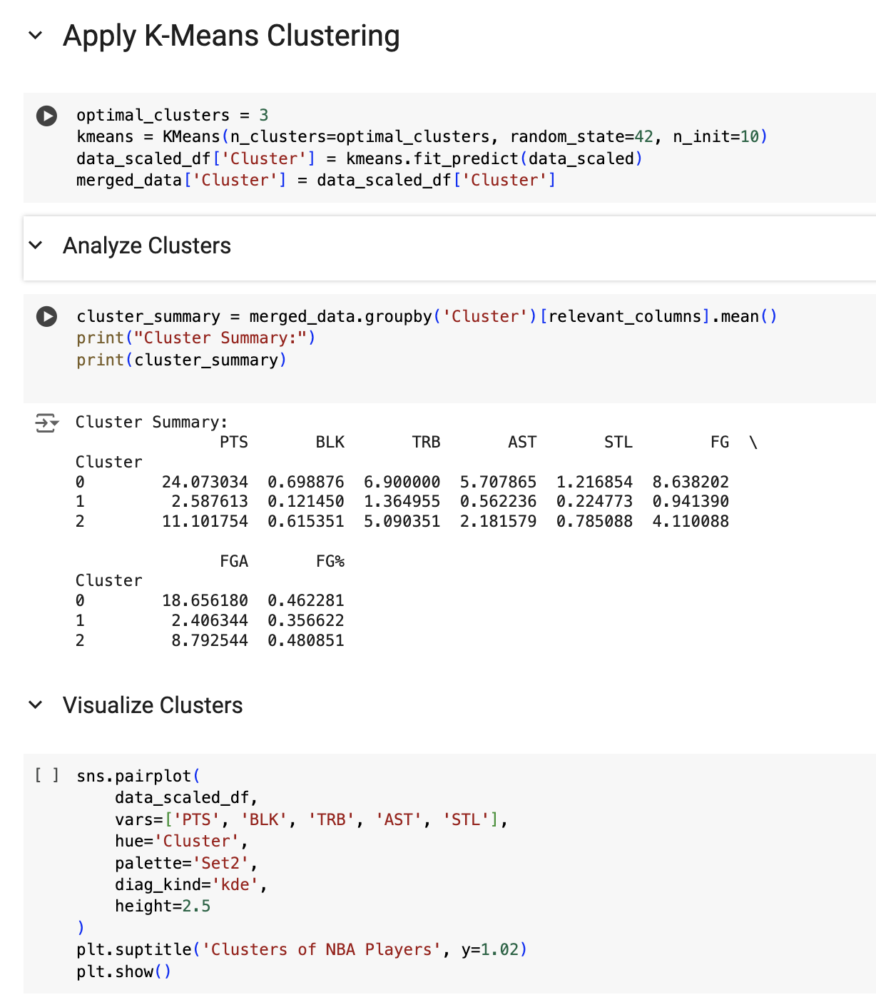 Apply K-Means Clustering
optimal_clusters = 3
kmeans = KMeans(n_clusters=optimal_clusters, random_state=42, n_init=10)
data_scaled_df['Cluster'] = kmeans.fit_predict(data_scaled)
merged_data['Cluster'] = data_scaled_df['Cluster']
Analyze Clusters
cluster_summary = merged_data.groupby('Cluster')[relevant_columns].mean()
print("Cluster Summary:")
print(cluster_summary)
Cluster Summary:
PTS BLK TRB AST STL FG \
Cluster
0 24.073034 0.698876 6.900000 5.707865 1.216854 8.638202
1 2.587613 0.121450 1.364955 0.562236 0.224773 0.941390
2 11.101754 0.615351 5.090351 2.181579 0.785088 4.110088
FGA FG%
Cluster
0 18.656180 0.462281
1 2.406344 0.356622
2 8.792544 0.480851
Visualize Clusters
[ ] sns.pairplot(
data_scaled_df,
vars=['PTS', 'BLK', 'TRB', 'AST', 'STL'],
hue='Cluster',
palette='Set2',
diag_kind='kde',
height=2.5
)
plt.suptitle('Clusters of NBA Players', y=1.02)
plt.show()